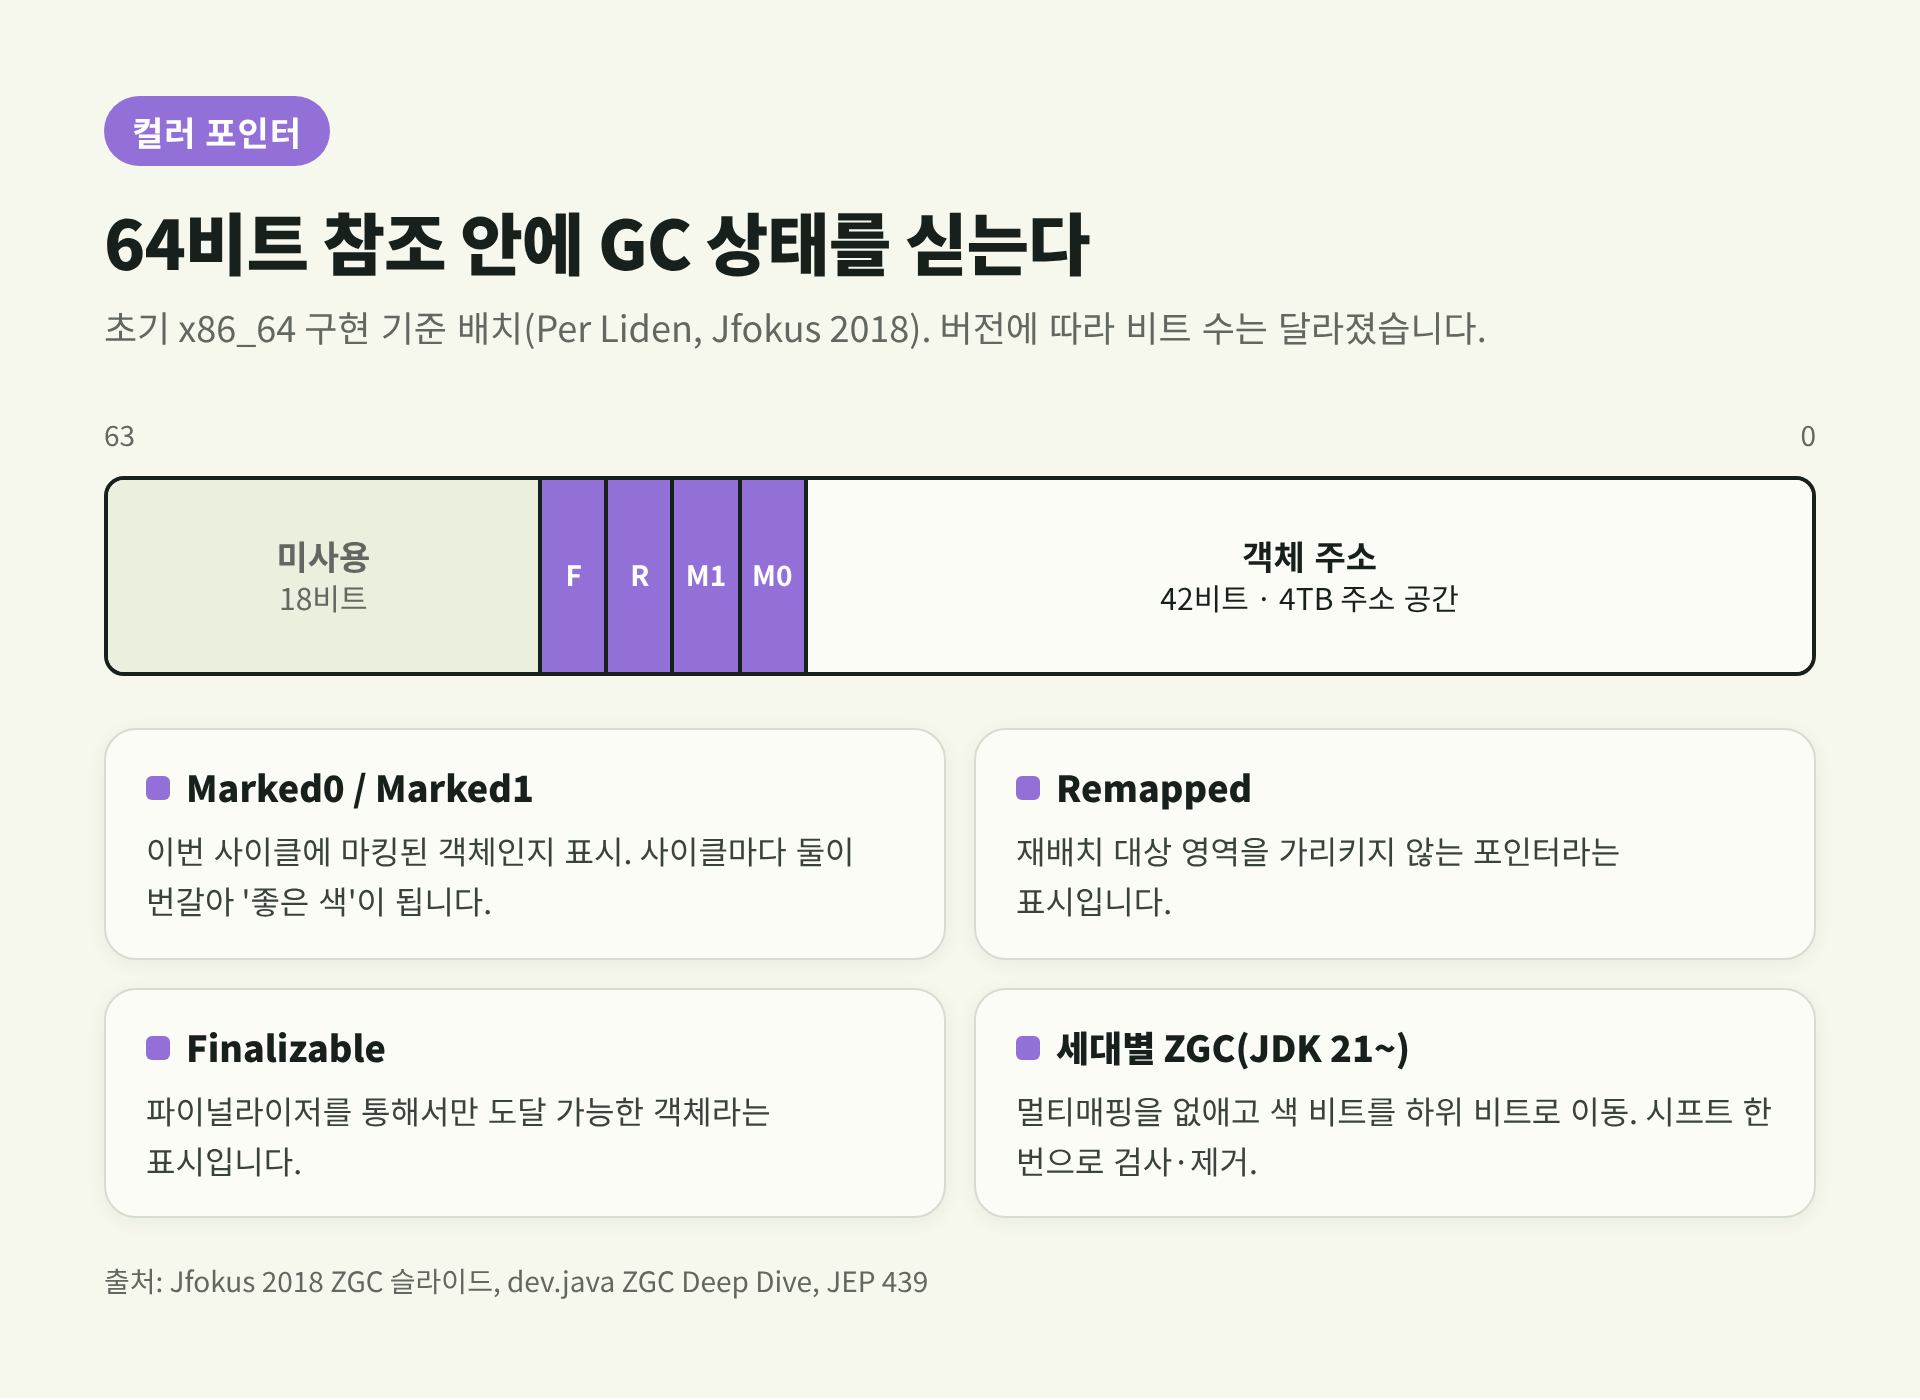 컬러 포인터
64비트 참조 안에 GC 상태를 싣는다
초기 x86_64 구현 기준 배치(Per Liden, Jfokus 2018). 버전에 따라 비트 수는 달라졌습니다.
63
0
미사용
18비트
F
R
M1
M0
객체 주소
42비트 · 4TB 주소 공간
Marked0 / Marked1
이번 사이클에 마킹된 객체인지 표시. 사이클마다 둘이
번갈아 '좋은 색'이 됩니다.
Remapped
재배치 대상 영역을 가리키지 않는 포인터라는
표시입니다.
Finalizable
파이널라이저를 통해서만 도달 가능한 객체라는
표시입니다.
세대별 ZGC(JDK 21~)
멀티매핑을 없애고 색 비트를 하위 비트로 이동. 시프트 한
번으로 검사·제거.
출처: Jfokus 2018 ZGC 슬라이드, dev.java ZGC Deep Dive, JEP 439